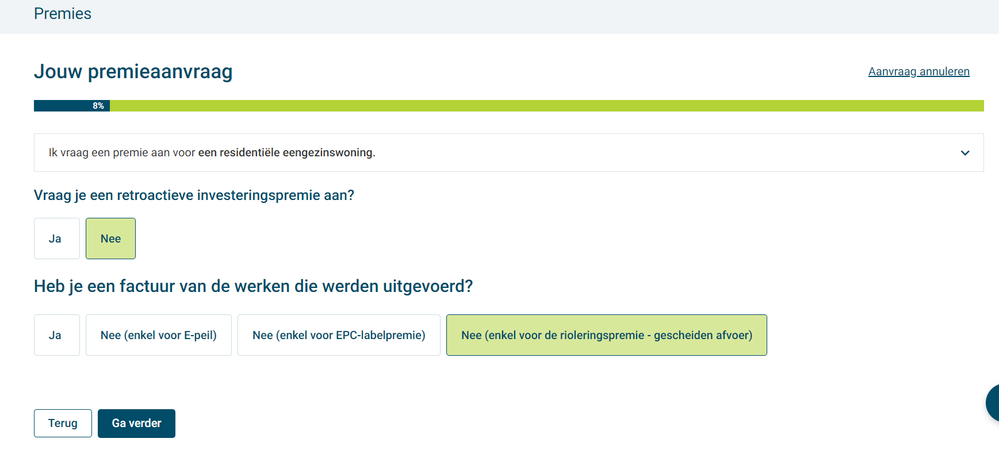 Premies
Jouw premieaanvraag
Aanvraag annuleren
8%
Ik vraag een premie aan voor een residentiële eengezinswoning.
Vraag je een retroactieve investeringspremie aan?
Ja
Nee
Heb je een factuur van de werken die werden uitgevoerd?
Ja
Nee (enkel voor E-peil)
Nee (enkel voor EPC-labelpremie)
Nee (enkel voor de rioleringspremie - gescheiden afvoer)
Terug
Ga verder